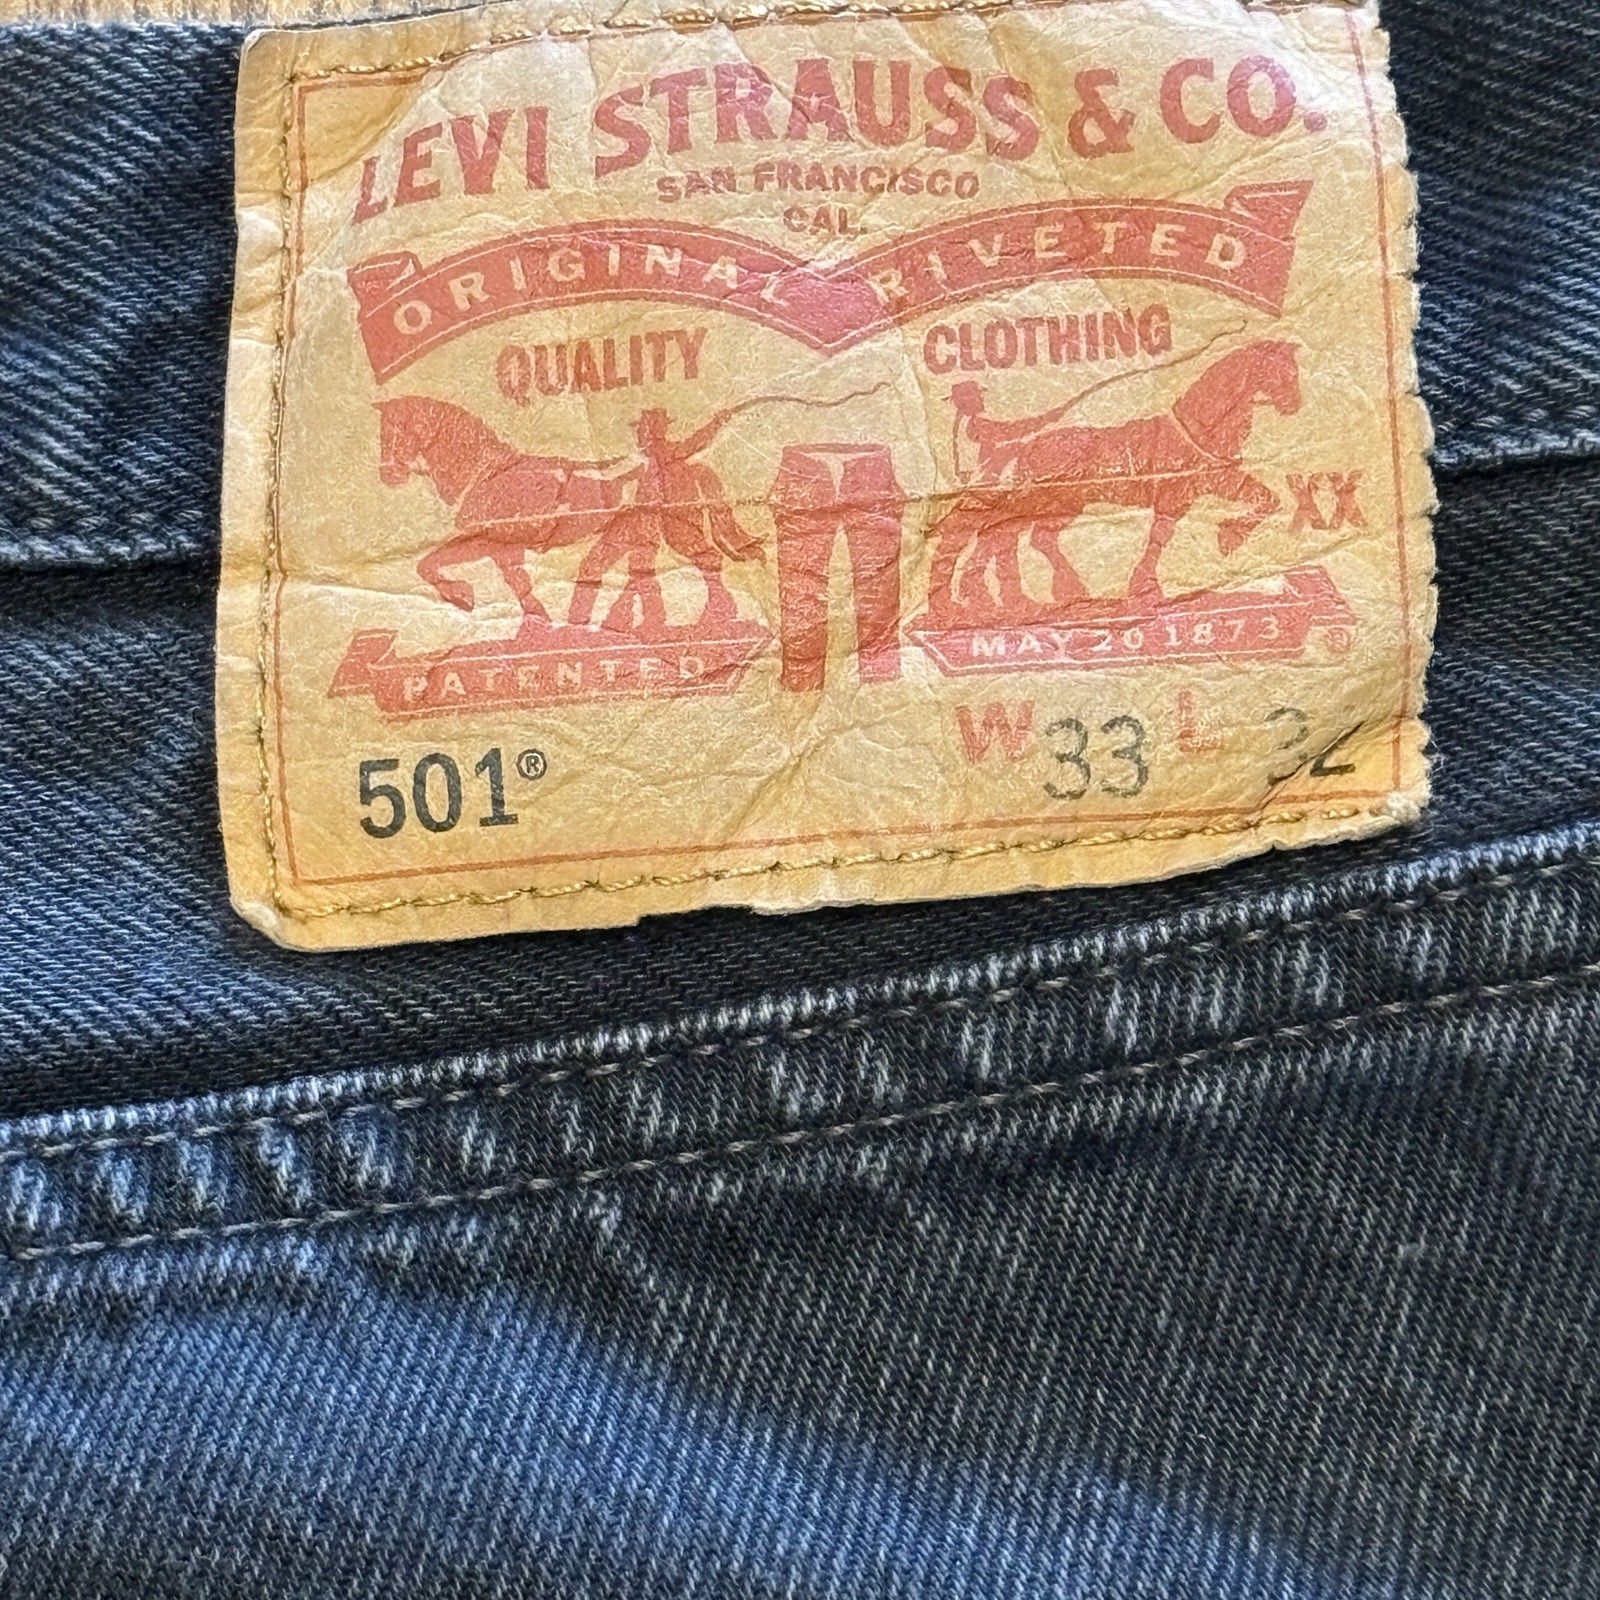 LEVI STRAUSS & CO.
SAN FRANCISCO
CAL.
ORIGINAL RIVETED
QUALITY CLOTHING
XX
PATENTED MAY 20 1873 ®
501® W 33 L 32